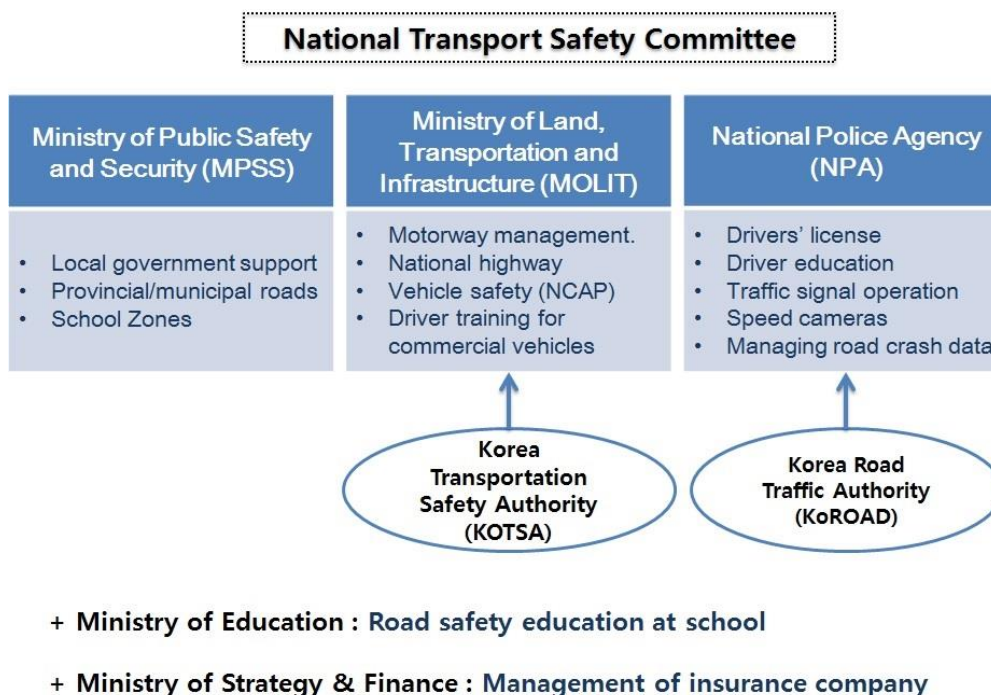 National Transport Safety Committee
Ministry of Public Safety
and Security (MPSS)
• Local government support
• Provincial/municipal roads
• School Zones
Ministry of Land,
Transportation and
Infrastructure (MOLIT)
• Motorway management.
• National highway
• Vehicle safety (NCAP)
• Driver training for
commercial vehicles
National Police Agency
(NPA)
• Drivers’ license
• Driver education
• Traffic signal operation
• Speed cameras
• Managing road crash data
Korea
Transportation
Safety Authority
(KOTSA)
Korea Road
Traffic Authority
(KoROAD)
+ Ministry of Education : Road safety education at school
+ Ministry of Strategy & Finance : Management of insurance company